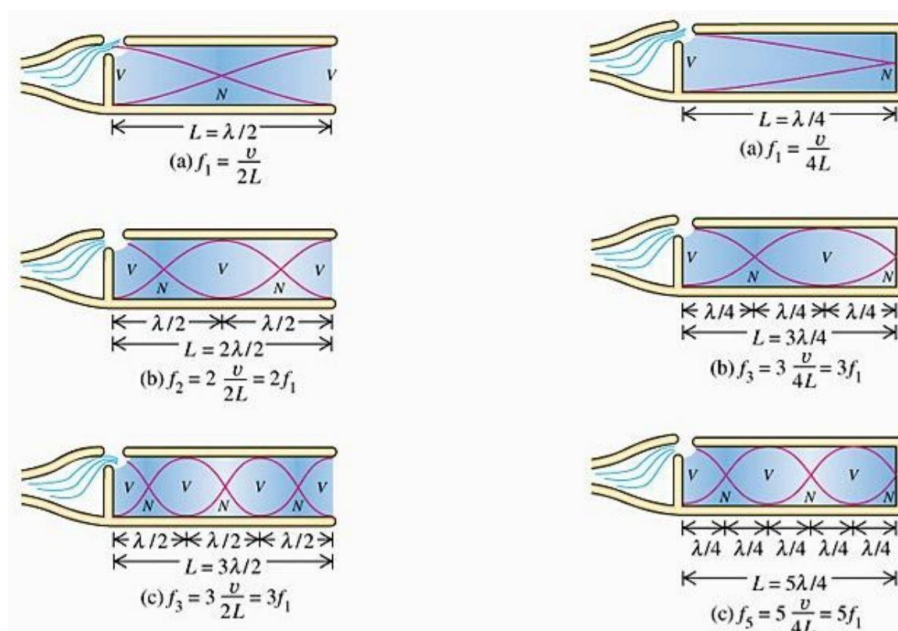 V N V
L = λ/2
(a) f₁ = v/2L
V N V N V
λ/2 λ/2
L = 2λ/2
(b) f₂ = 2 v/2L = 2f₁
V N V N V N V
λ/2 λ/2 λ/2
L = 3λ/2
(c) f₃ = 3 v/2L = 3f₁
V N
L = λ/4
(a) f₁ = v/4L
V N V N
λ/4 λ/4 λ/4
L = 3λ/4
(b) f₃ = 3 v/4L = 3f₁
V N V N V N
λ/4 λ/4 λ/4 λ/4 λ/4
L = 5λ/4
(c) f₅ = 5 v/4L = 5f₁